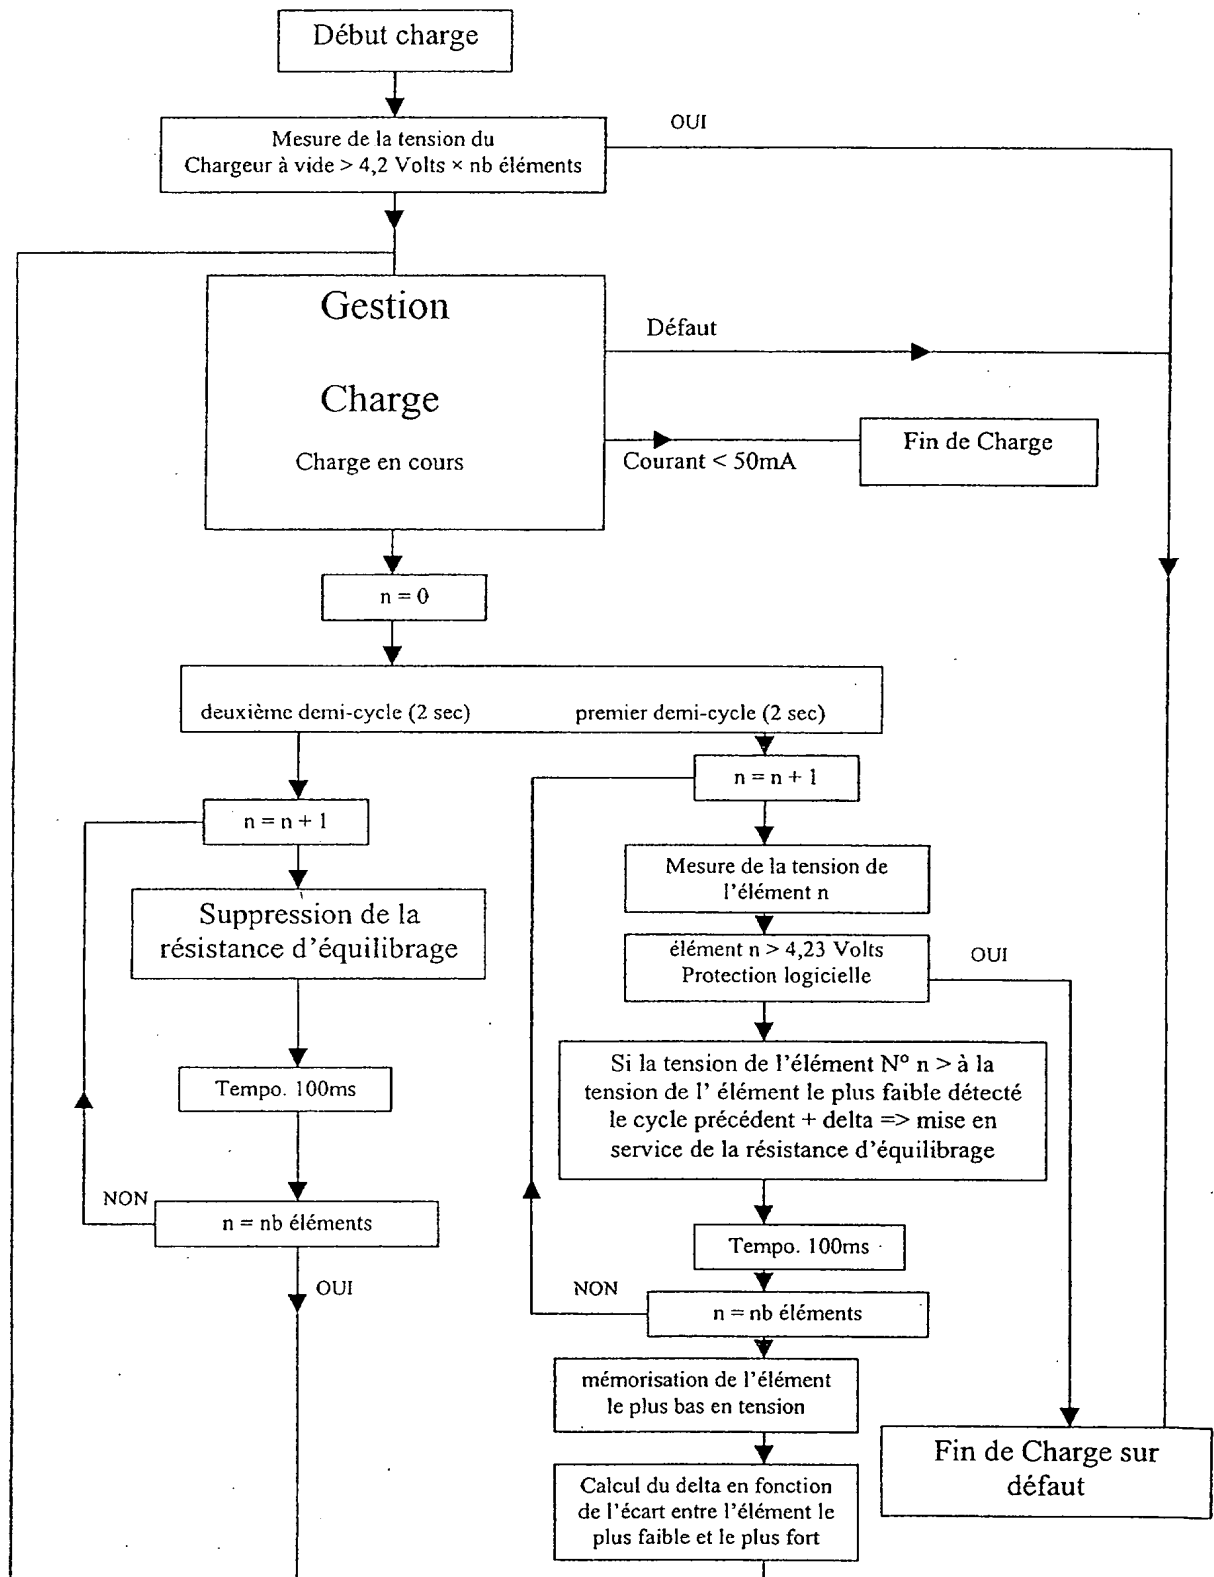 Début charge
Mesure de la tension du
Chargeur à vide > 4,2 Volts × nb éléments
OUI
Gestion
Charge
Charge en cours
Défaut
Courant < 50mA
Fin de Charge
n = 0
deuxième demi-cycle (2 sec)
premier demi-cycle (2 sec)
n = n + 1
Suppression de la
résistance d'équilibrage
Tempo. 100ms
NON
n = nb éléments
OUI
n = n + 1
Mesure de la tension de
l'élément n
élément n > 4,23 Volts
Protection logicielle
OUI
Si la tension de l'élément N° n > à la
tension de l' élément le plus faible détecté
le cycle précédent + delta => mise en
service de la résistance d'équilibrage
Tempo. 100ms
NON
n = nb éléments
mémorisation de l'élément
le plus bas en tension
Calcul du delta en fonction
de l'écart entre l'élément le
plus faible et le plus fort
Fin de Charge sur
défaut